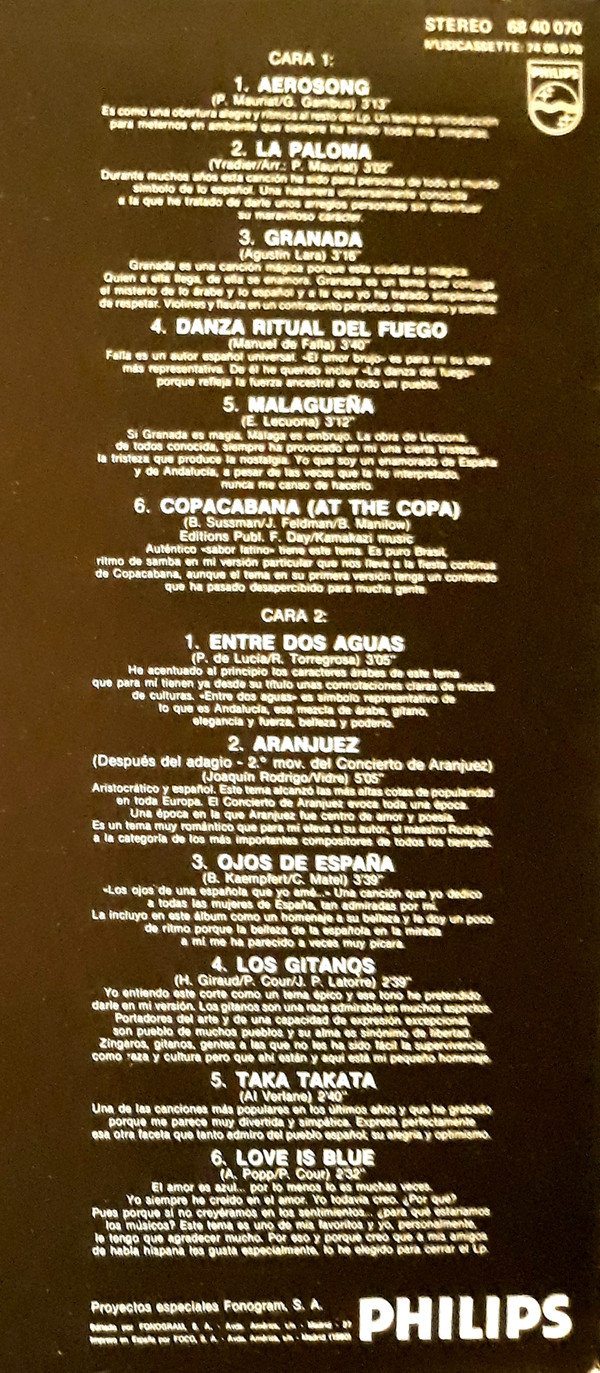 STEREO 68 40 070
MUSICASSETTE: 74 05 070
PHILIPS
CARA 1:
1. AEROSONG
(P. Mauriat/G. Gambus) 3'13"
Es como una obertura alegre y rítmica al resto del Lp. Un tema de introducción
para meternos en ambiente que siempre ha tenido todas mis simpatías.
2. LA PALOMA
(Yradier/Arr.: P. Mauriat) 3'02"
Durante muchos años esta canción ha sido para personas de todo el mundo
símbolo de lo español. Una habanera universalmente conocida
a la que he tratado de darle unos arreglos personales sin desvirtuar
su maravilloso carácter.
3. GRANADA
(Agustín Lara) 3'16"
Granada es una canción mágica porque esta ciudad es mágica.
Quien a ella llega, de ella se enamora. Granada es un tema que conjuga
el misterio de lo árabe y lo español y a la que yo he tratado simplemente
de respetar. Violines y flauta en un contrapunto perpetuo de misterio y sueños.
4. DANZA RITUAL DEL FUEGO
(Manuel de Falla) 3'40"
Falla es un autor español universal. «El amor brujo» es para mí su obra
más representativa. De él he querido incluir «La danza del fuego»
porque refleja la fuerza ancestral de todo un pueblo.
5. MALAGUEÑA
(E. Lecuona) 3'12"
Si Granada es magia, Málaga es embrujo. La obra de Lecuona,
de todos conocida, siempre ha provocado en mí una cierta tristeza,
la tristeza que produce la nostalgia. Yo que soy un enamorado de España
y de Andalucía, a pesar de las veces que la he interpretado,
nunca me canso de hacerlo.
6. COPACABANA (AT THE COPA)
(B. Sussman/J. Feldman/B. Manilow)
Editions Publ. F. Day/Kamakazi music
Auténtico «sabor latino» tiene este tema. Es puro Brasil,
ritmo de samba en mi versión particular que nos lleva a la fiesta continua
de Copacabana, aunque el tema en su primera versión tenga un contenido
que ha pasado desapercibido para mucha gente.
CARA 2:
1. ENTRE DOS AGUAS
(P. de Lucía/R. Torregrosa) 3'05"
He acentuado al principio los caracteres árabes de este tema
que para mí tienen ya desde su título unas connotaciones claras de mezcla
de culturas. «Entre dos aguas» es símbolo representativo de
lo que es Andalucía, esa mezcla de árabe, gitano,
elegancia y fuerza, belleza y poderío.
2. ARANJUEZ
(Después del adagio - 2.º mov. del Concierto de Aranjuez)
(Joaquín Rodrigo/Vidre) 5'05"
Aristocrático y español. Este tema alcanzó las más altas cotas de popularidad
en toda Europa. El Concierto de Aranjuez evoca toda una época.
Una época en la que Aranjuez fue centro de amor y poesía.
Es un tema muy romántico que para mí eleva a su autor, el maestro Rodrigo,
a la categoría de los más importantes compositores de todos los tiempos.
3. OJOS DE ESPAÑA
(B. Kaempfert/C. Matel) 3'39"
«Los ojos de una española que yo amé...» Una canción que yo dedico
a todas las mujeres de España, tan admiradas por mí.
La incluyo en este álbum como un homenaje a su belleza y le doy un poco
de ritmo porque la belleza de la española en la mirada
a mí me ha parecido a veces muy pícara.
4. LOS GITANOS
(H. Giraud/P. Cour/J. P. Latorre) 2'39"
Yo entiendo este corte como un tema épico y ese tono he pretendido
darle en mi versión. Los gitanos son una raza admirable en muchos aspectos.
Portadores del arte y de una capacidad de expresión excepcional
son pueblo de muchos pueblos y su alma es sinónimo de libertad.
Zíngaros, gitanos, gentes a las que no les ha sido fácil la supervivencia
como raza y cultura pero que ahí están y aquí está mi pequeño homenaje.
5. TAKA TAKATA
(Al Verlane) 2'40"
Una de las canciones más populares en los últimos años y que he grabado
porque me parece muy divertida y simpática. Expresa perfectamente
esa otra faceta que tanto admiro del pueblo español; su alegría y optimismo.
6. LOVE IS BLUE
(A. Popp/P. Cour) 2'32"
El amor es azul... por lo menos lo es muchas veces.
Yo siempre he creído en el amor. Yo todavía creo. ¿Por qué?
Pues porque si no creyéramos en los sentimientos... ¿para qué estaríamos
los músicos? Este tema es uno de mis favoritos y yo, personalmente,
le tengo que agradecer mucho. Por eso y porque creo que a mis amigos
de habla hispana les gusta especialmente, lo he elegido para cerrar el Lp.
Proyectos especiales Fonogram, S. A.
Editado por FONOGRAM, S. A. - Avda. América, s/n - Madrid - 27
Impreso en España por FOCO, S. A. - Avda. América, s/n - Madrid (1980)
PHILIPS